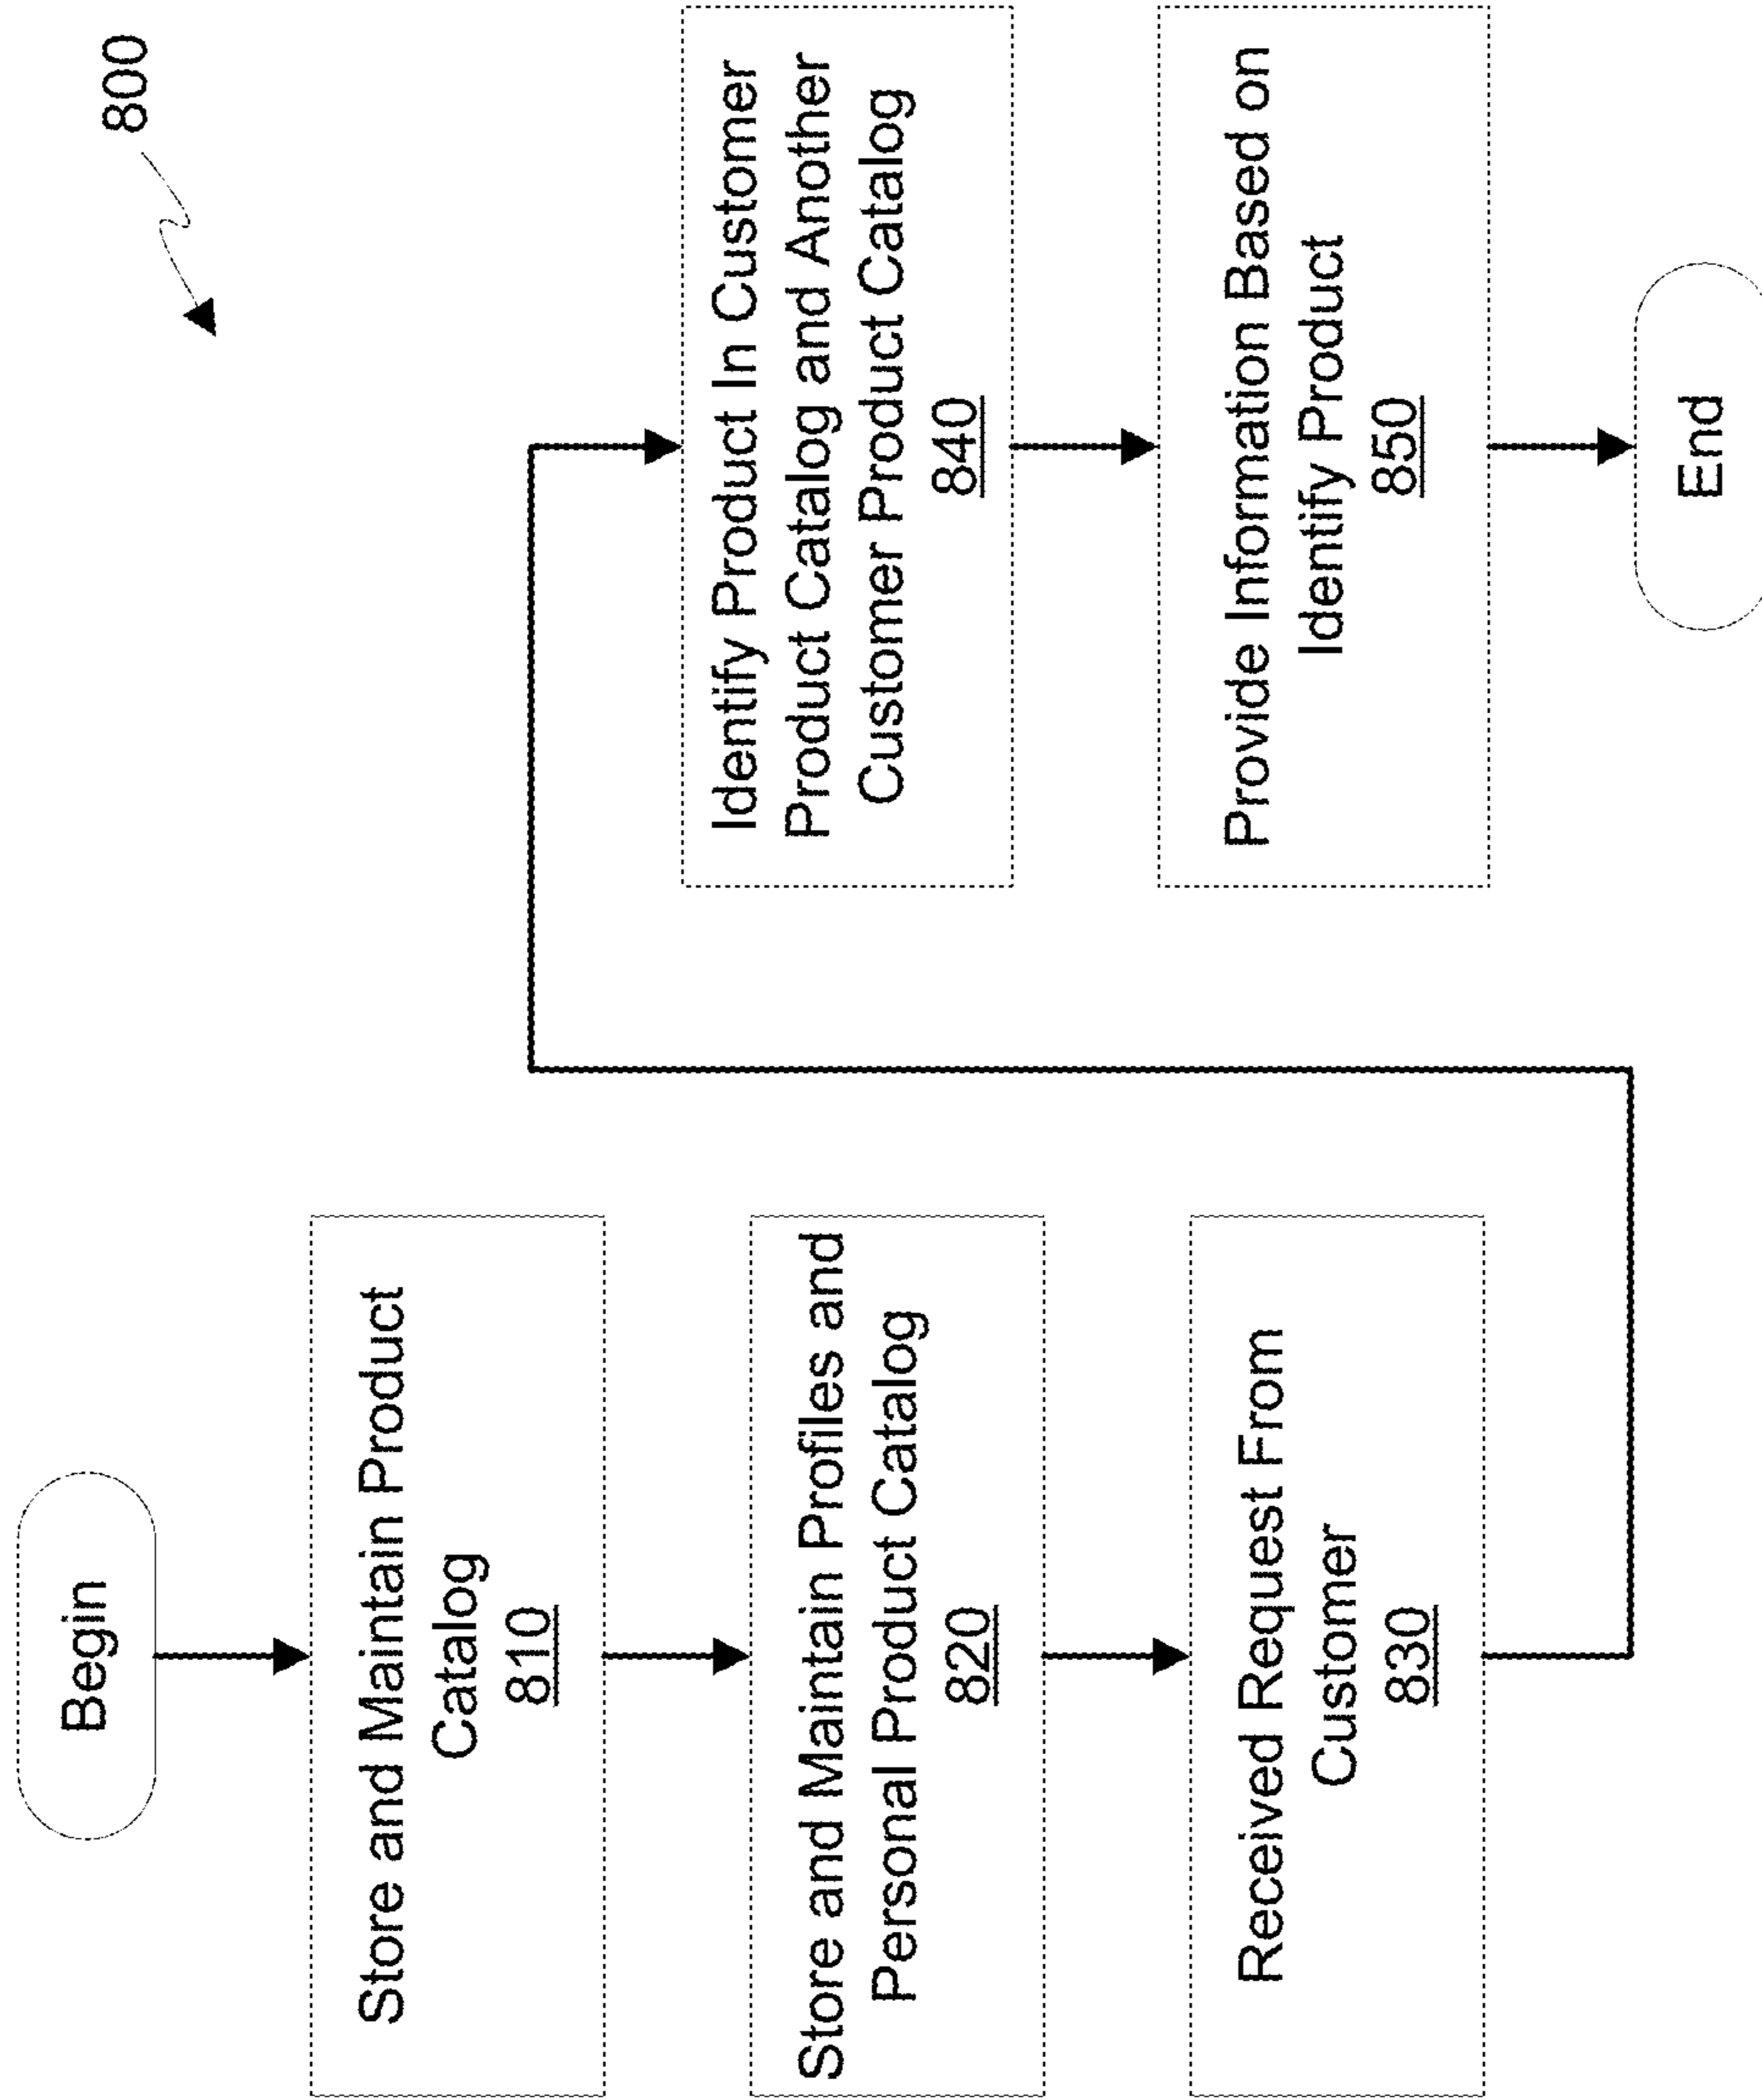 800
Begin
Store and Maintain Product
Catalog
810
Store and Maintain Profiles and
Personal Product Catalog
820
Received Request From
Customer
830
Identify Product In Customer
Product Catalog and Another
Customer Product Catalog
840
Provide Information Based on
Identify Product
850
End